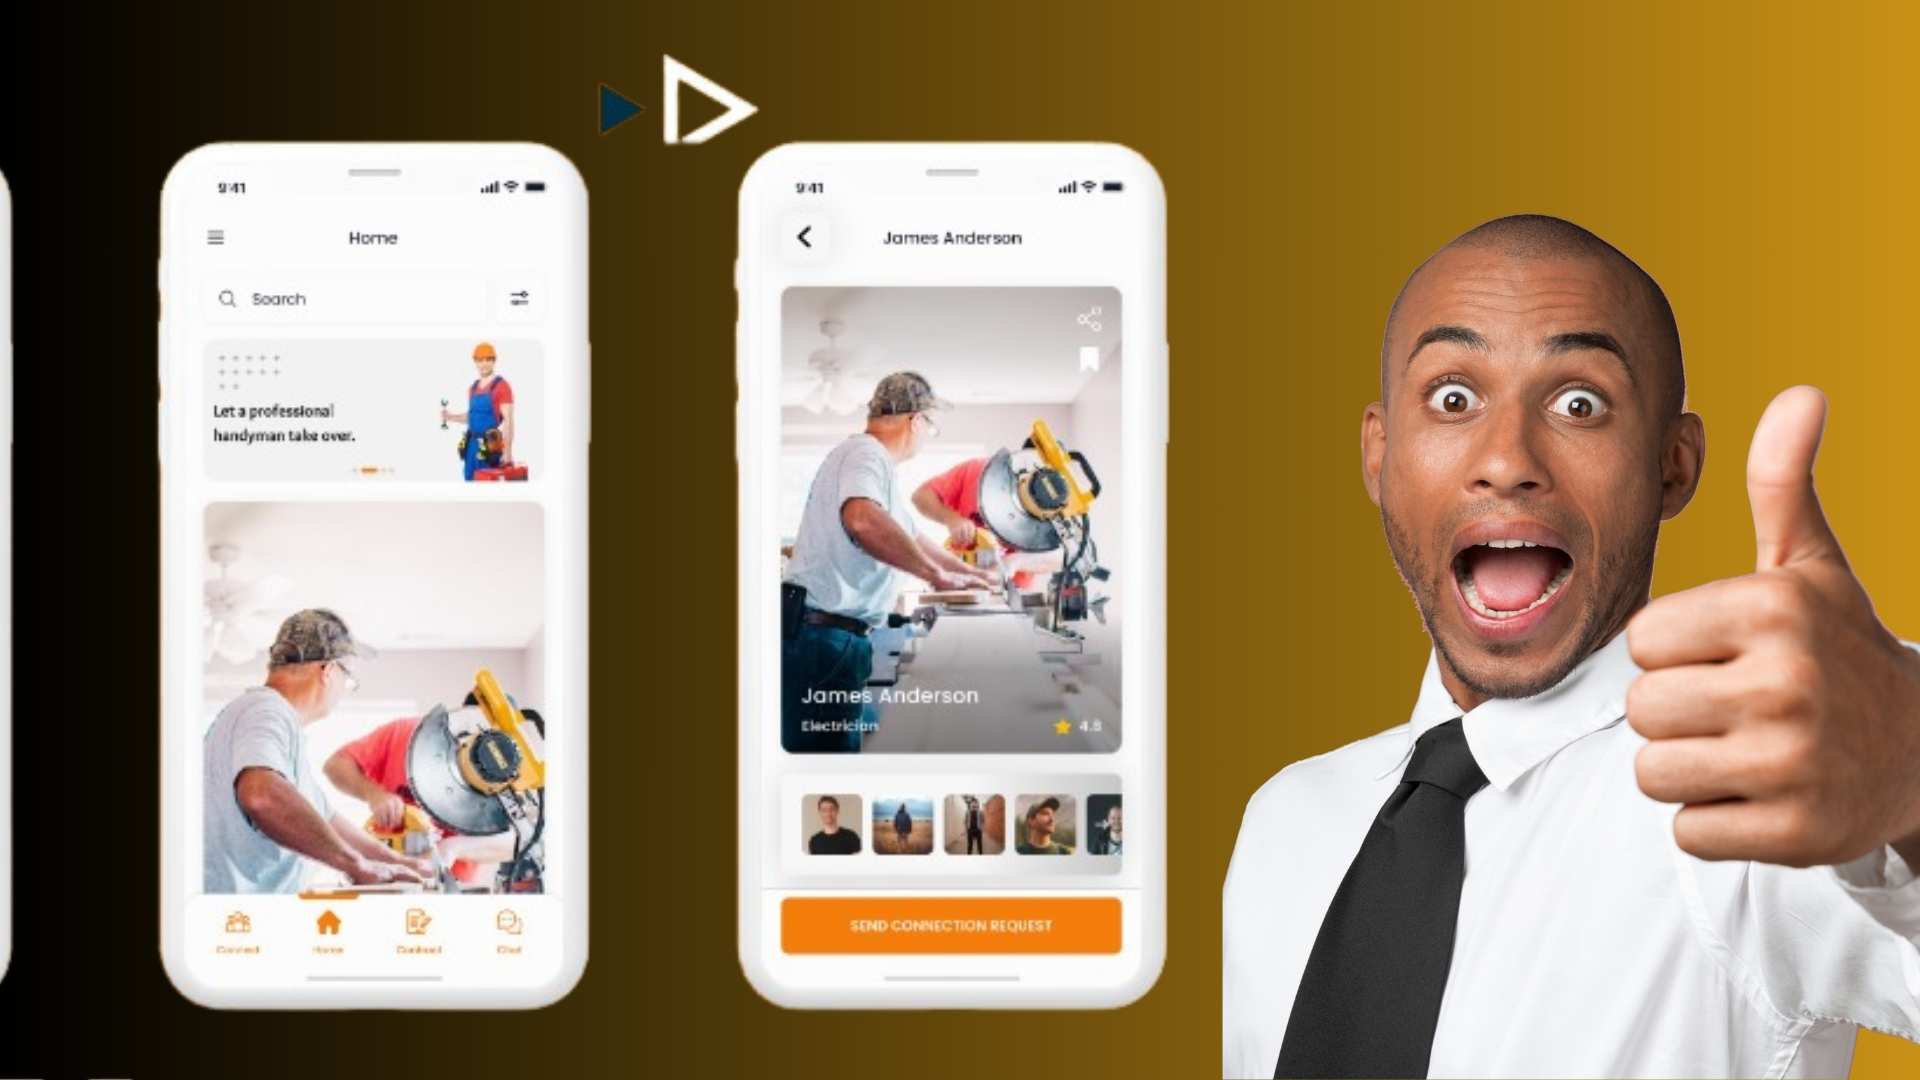 9:41
Home
Search
Let a professional
handyman take over.
Connect
Home
Contract
Chat
9:41
James Anderson
James Anderson
Electrician
4.8
SEND CONNECTION REQUEST